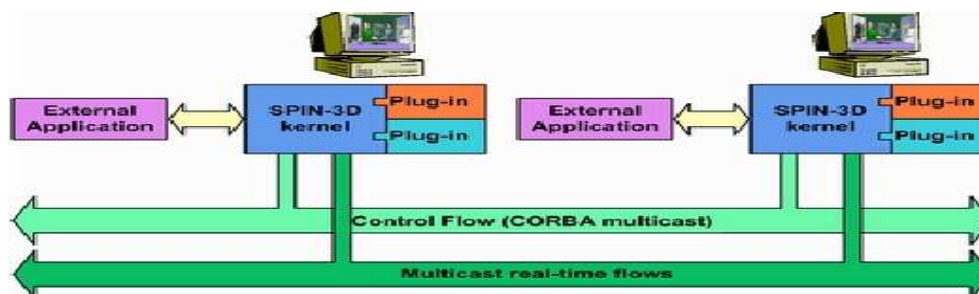 External
Application
SPIN-3D
kernel
Plug-in
Plug-in
External
Application
SPIN-3D
kernel
Plug-in
Plug-in
Control Flow (CORBA multicast)
Multicast real-time flows